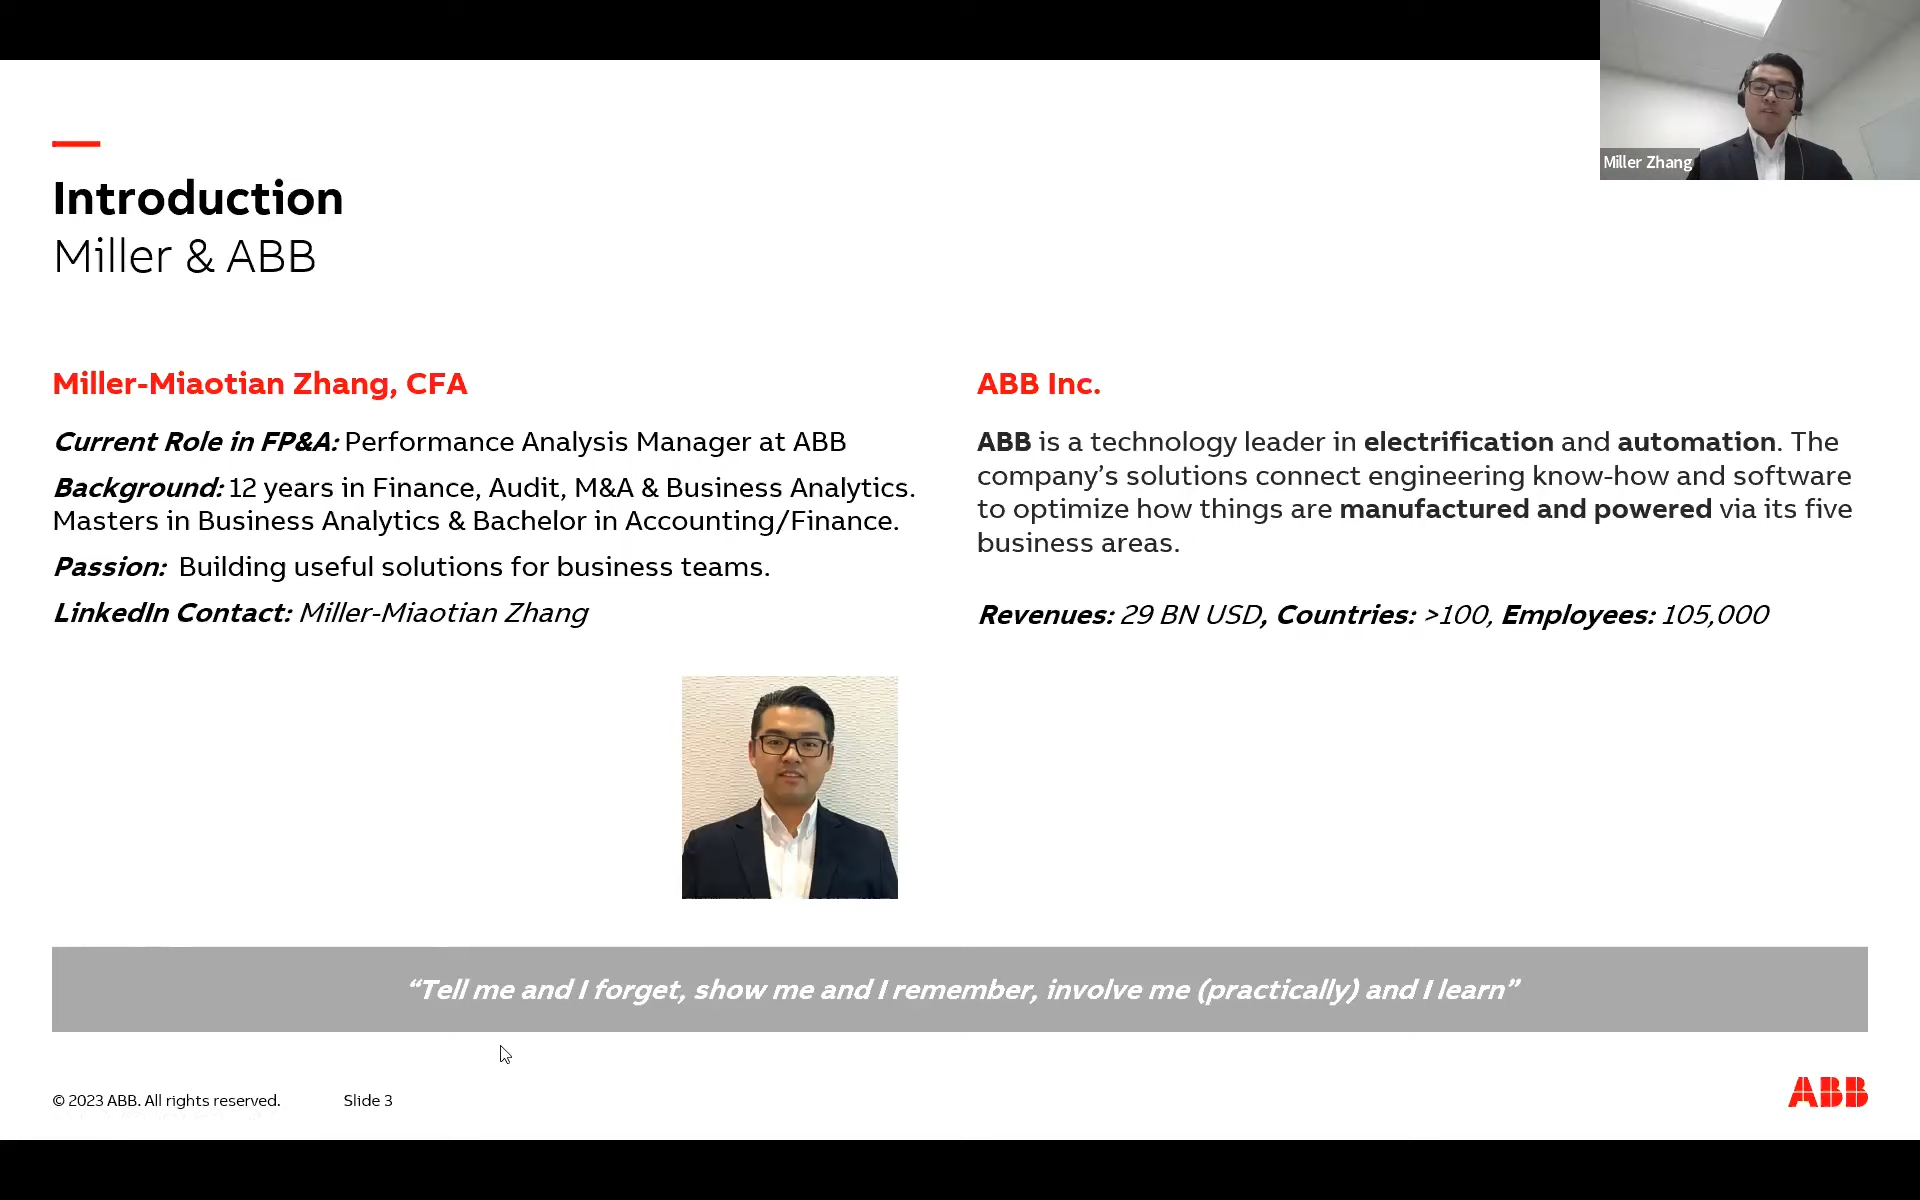 Miller Zhang
Introduction
Miller & ABB
Miller-Miaotian Zhang, CFA
Current Role in FP&A: Performance Analysis Manager at ABB
Background: 12 years in Finance, Audit, M&A & Business Analytics.
Masters in Business Analytics & Bachelor in Accounting/Finance.
Passion: Building useful solutions for business teams.
LinkedIn Contact: Miller-Miaotian Zhang
ABB Inc.
ABB is a technology leader in electrification and automation. The
company’s solutions connect engineering know-how and software
to optimize how things are manufactured and powered via its five
business areas.
Revenues: 29 BN USD, Countries: >100, Employees: 105,000
“Tell me and I forget, show me and I remember, involve me (practically) and I learn”
© 2023 ABB. All rights reserved.
Slide 3
ABB